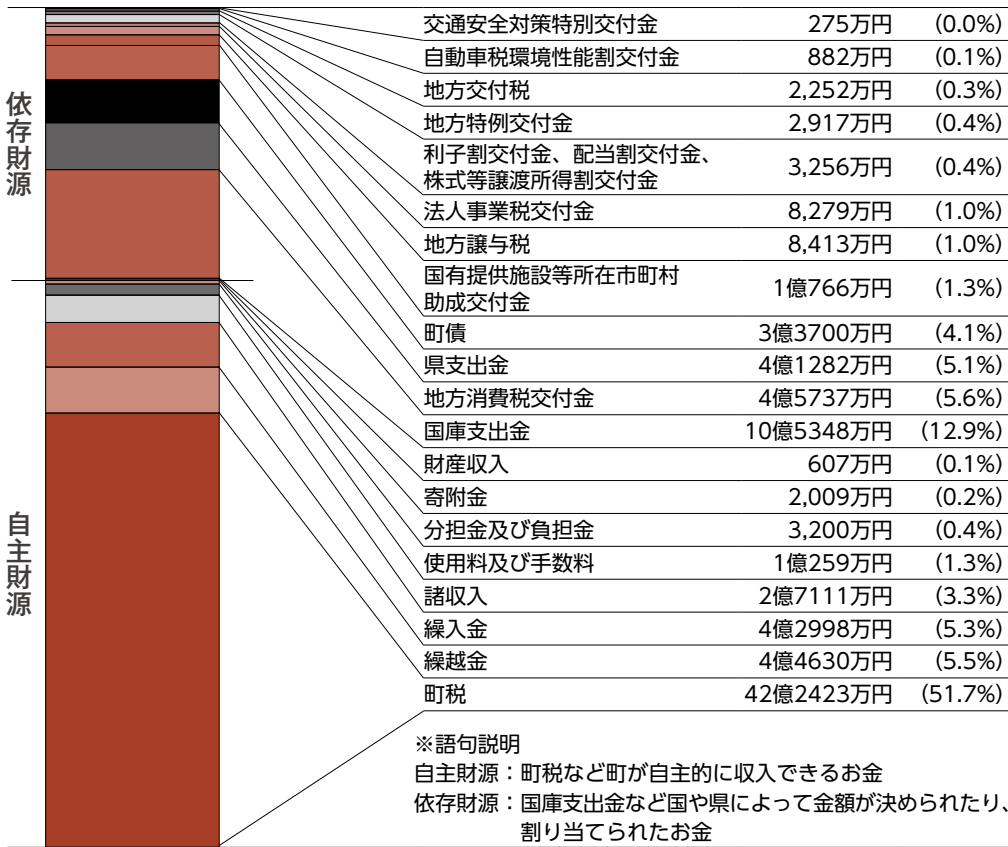 依存財源
自主財源
交通安全対策特別交付金 275万円 (0.0%)
自動車税環境性能割交付金 882万円 (0.1%)
地方交付税 2,252万円 (0.3%)
地方特例交付金 2,917万円 (0.4%)
利子割交付金、配当割交付金、
株式等譲渡所得割交付金 3,256万円 (0.4%)
法人事業税交付金 8,279万円 (1.0%)
地方譲与税 8,413万円 (1.0%)
国有提供施設等所在市町村
助成交付金 1億766万円 (1.3%)
町債 3億3700万円 (4.1%)
県支出金 4億1282万円 (5.1%)
地方消費税交付金 4億5737万円 (5.6%)
国庫支出金 10億5348万円 (12.9%)
財産収入 607万円 (0.1%)
寄附金 2,009万円 (0.2%)
分担金及び負担金 3,200万円 (0.4%)
使用料及び手数料 1億259万円 (1.3%)
諸収入 2億7111万円 (3.3%)
繰入金 4億2998万円 (5.3%)
繰越金 4億4630万円 (5.5%)
町税 42億2423万円 (51.7%)
※語句説明
自主財源：町税など町が自主的に収入できるお金
依存財源：国庫支出金など国や県によって金額が決められたり、
割り当てられたお金